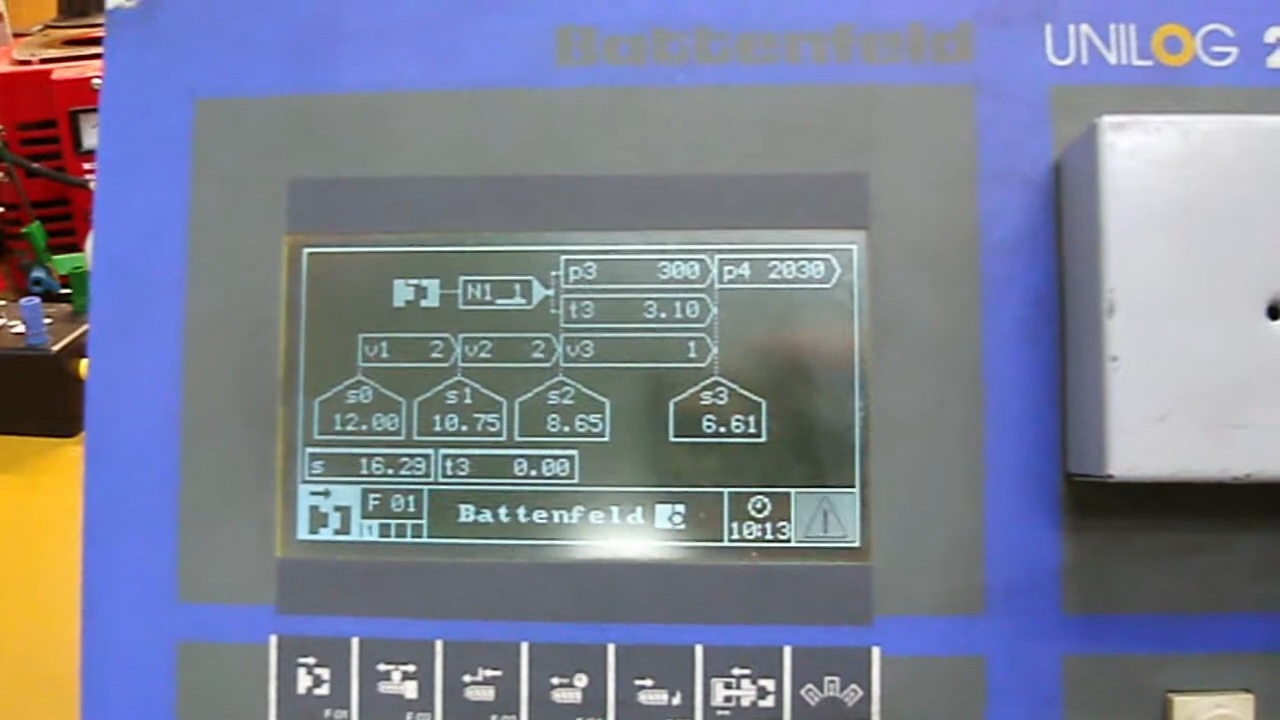 Battenfeld
UNILOG 2
p3 300 p4 2030
N1_1
t3 3.10
v1 2 v2 2 v3 1
s0 s1 s2 s3
12.00 10.75 8.65 6.61
s 16.29 t3 0.00
F 01
1
Battenfeld
10:13
F01